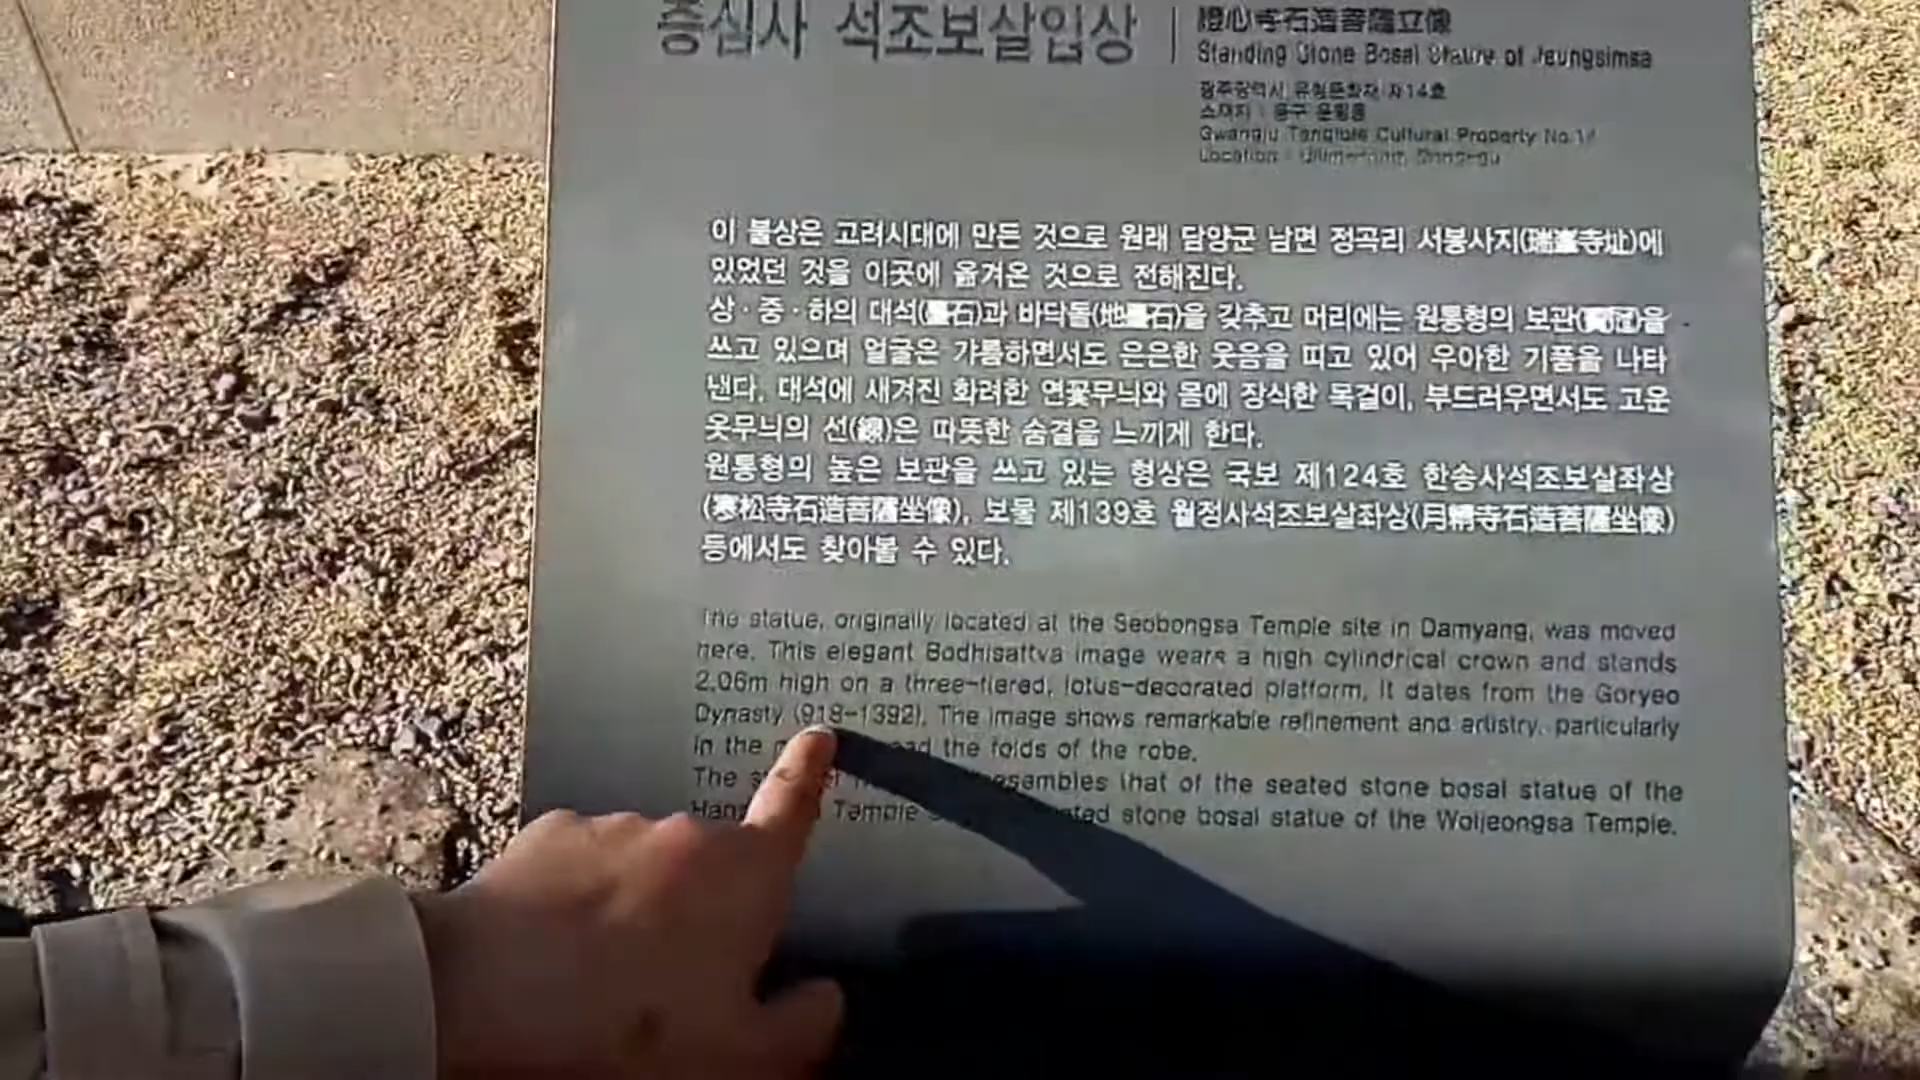 증심사 석조보살입상
證心寺石造菩薩立像
Standing Stone Bosal Statue of Jeungsimsa
광주광역시 유형문화재 제14호
소재지 : 동구 운림동
Gwangju Tangible Cultural Property No.14
Location : Ullim-dong, Dong-gu
이 불상은 고려시대에 만든 것으로 원래 담양군 남면 정곡리 서봉사지(瑞峯寺址)에
있었던 것을 이곳에 옮겨온 것으로 전해진다.
상·중·하의 대석(臺石)과 바닥돌(地臺石)을 갖추고 머리에는 원통형의 보관(寶冠)을
쓰고 있으며 얼굴은 갸름하면서도 은은한 웃음을 띠고 있어 우아한 기품을 나타
낸다. 대석에 새겨진 화려한 연꽃무늬와 몸에 장식한 목걸이, 부드러우면서도 고운
옷무늬의 선(線)은 따뜻한 숨결을 느끼게 한다.
원통형의 높은 보관을 쓰고 있는 형상은 국보 제124호 한송사석조보살좌상
(寒松寺石造菩薩坐像), 보물 제139호 월정사석조보살좌상(月精寺石造菩薩坐像)
등에서도 찾아볼 수 있다.
The statue, originally located at the Seobongsa Temple site in Damyang, was moved
here. This elegant Bodhisattva image wears a high cylindrical crown and stands
2.06m high on a three-tiered, lotus-decorated platform. It dates from the Goryeo
Dynasty (918-1392). The image shows remarkable refinement and artistry, particularly
in the the folds of the robe.
The resembles that of the seated stone bosal statue of the
Temple stone bosal statue of the Woljeongsa Temple.